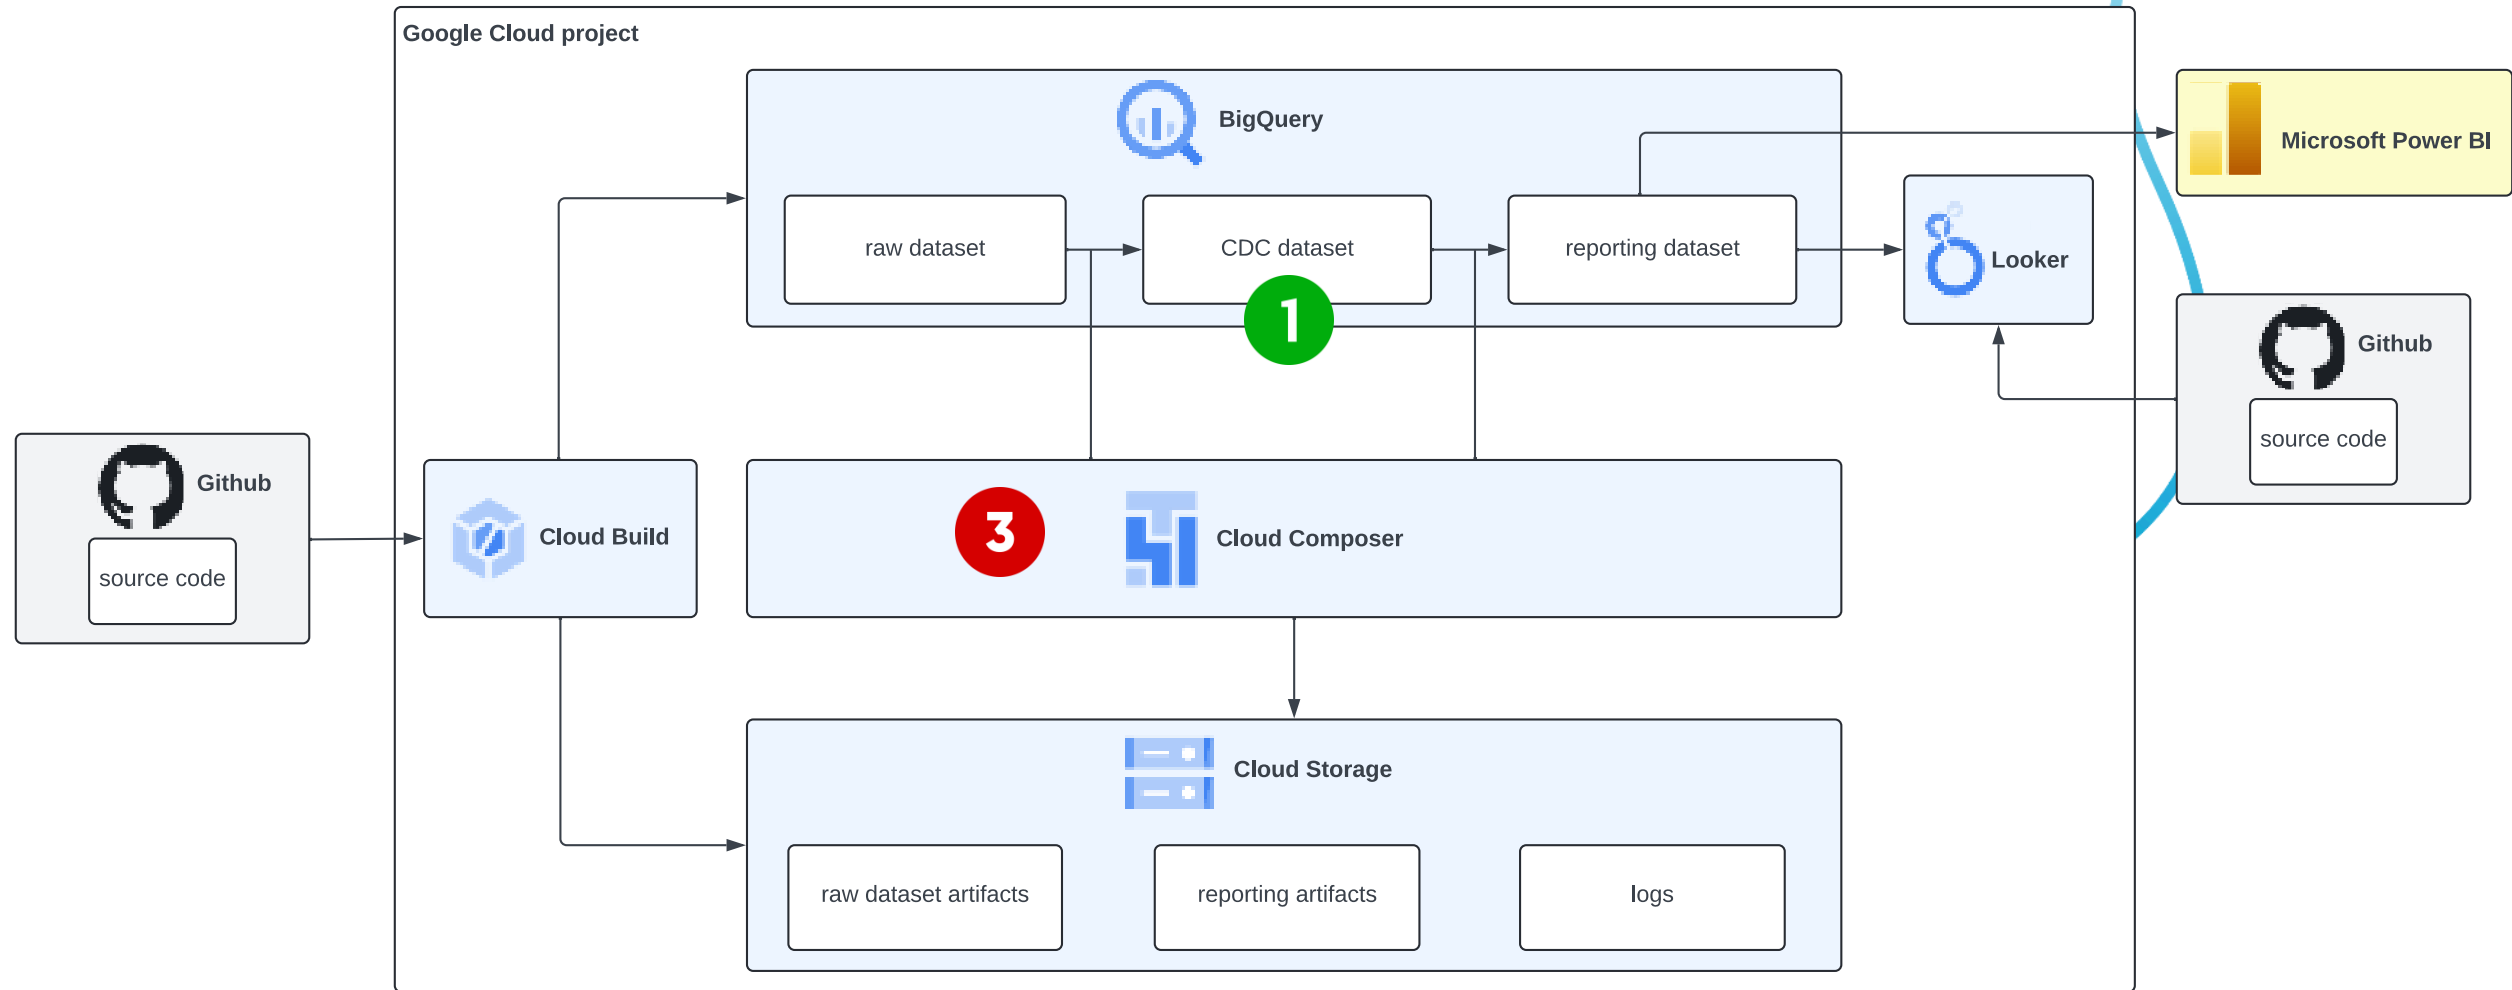 Google Cloud project
BigQuery
Microsoft Power BI
raw dataset
CDC dataset
reporting dataset
Looker
1
Github
source code
Github
source code
Cloud Build
3
Cloud Composer
Cloud Storage
raw dataset artifacts
reporting artifacts
logs